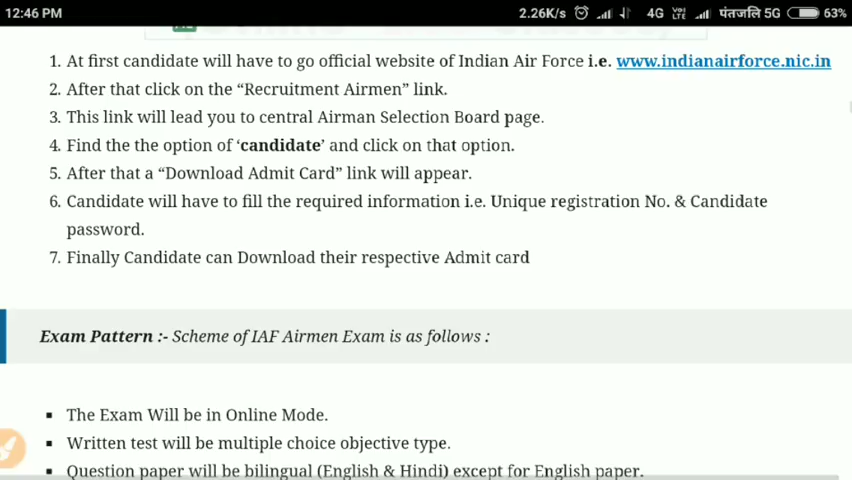 12:46 PM 2.26K/s 4G VoLTE पंतजलि 5G 63%
1. At first candidate will have to go official website of Indian Air Force i.e. www.indianairforce.nic.in
2. After that click on the “Recruitment Airmen” link.
3. This link will lead you to central Airman Selection Board page.
4. Find the the option of ‘candidate’ and click on that option.
5. After that a “Download Admit Card” link will appear.
6. Candidate will have to fill the required information i.e. Unique registration No. & Candidate
password.
7. Finally Candidate can Download their respective Admit card
Exam Pattern :- Scheme of IAF Airmen Exam is as follows :
▪ The Exam Will be in Online Mode.
▪ Written test will be multiple choice objective type.
▪ Question paper will be bilingual (English & Hindi) except for English paper.